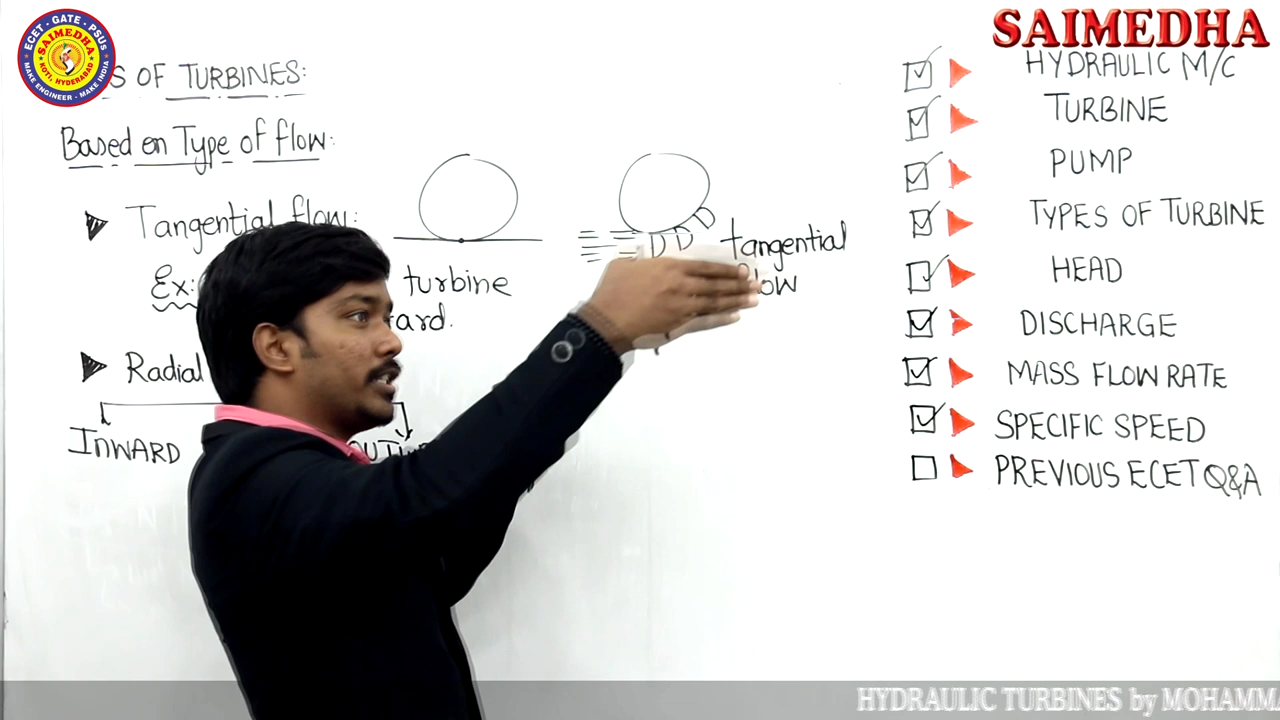 ECET - GATE - PSUs
SAIMEDHA
KOTI, HYDERABAD
MAKE ENGINEER - MAKE INDIA
SAIMEDHA
OF TURBINES:
Based on Type of flow:
Tangential flow:
tangential
Ex:
turbine
Radial
INWARD
HYDRAULIC M/C
TURBINE
PUMP
TYPES OF TURBINE
HEAD
DISCHARGE
MASS FLOW RATE
SPECIFIC SPEED
PREVIOUS ECET Q&A
HYDRAULIC TURBINES by MOHAMM